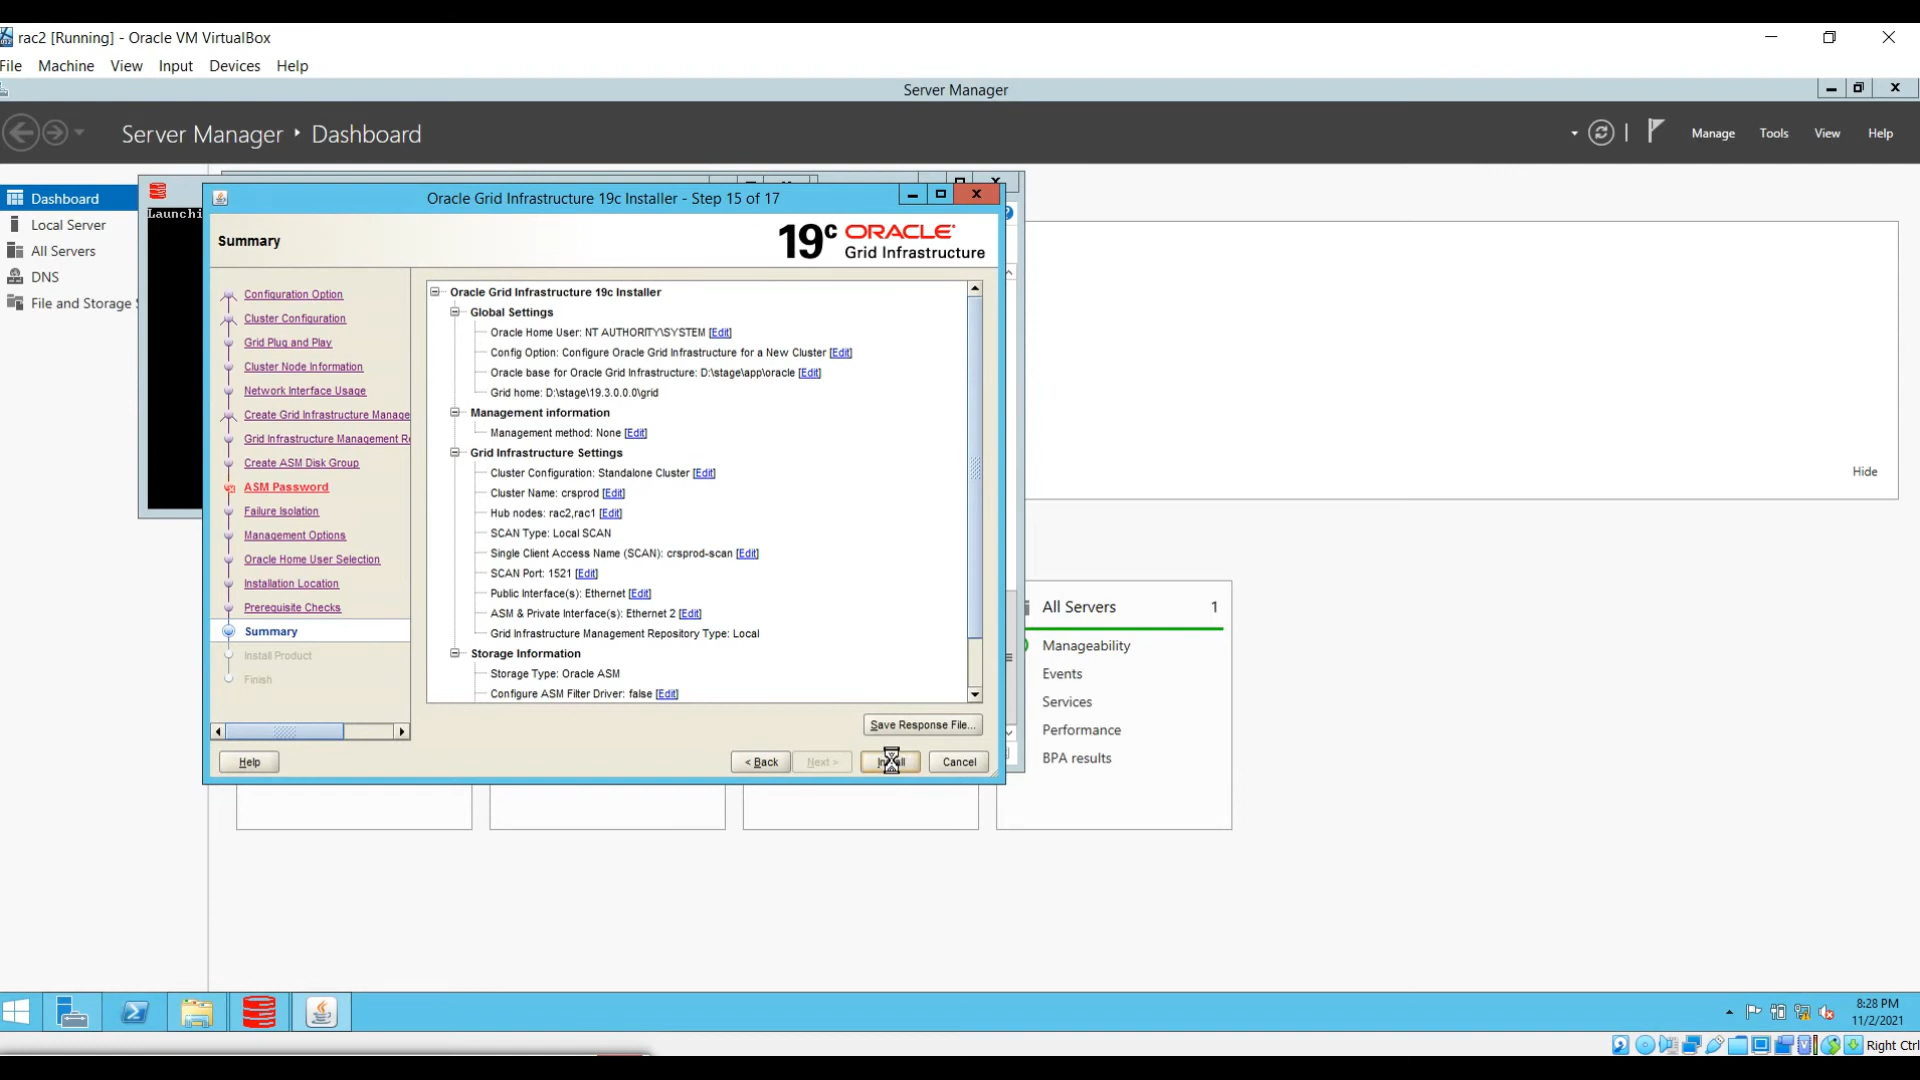 rac2 [Running] - Oracle VM VirtualBox
File Machine View Input Devices Help
Server Manager
Server Manager ‣ Dashboard
Manage Tools View Help
Dashboard
Local Server
All Servers
DNS
File and Storage S
Launchi
Oracle Grid Infrastructure 19c Installer - Step 15 of 17
Summary
19c ORACLE
Grid Infrastructure
Configuration Option
Cluster Configuration
Grid Plug and Play
Cluster Node Information
Network Interface Usage
Create Grid Infrastructure Manage
Grid Infrastructure Management Re
Create ASM Disk Group
ASM Password
Failure Isolation
Management Options
Oracle Home User Selection
Installation Location
Prerequisite Checks
Summary
Install Product
Finish
Oracle Grid Infrastructure 19c Installer
Global Settings
Oracle Home User: NT AUTHORITY\SYSTEM [Edit]
Config Option: Configure Oracle Grid Infrastructure for a New Cluster [Edit]
Oracle base for Oracle Grid Infrastructure: D:\stage\app\oracle [Edit]
Grid home: D:\stage\19.3.0.0.0\grid
Management information
Management method: None [Edit]
Grid Infrastructure Settings
Cluster Configuration: Standalone Cluster [Edit]
Cluster Name: crsprod [Edit]
Hub nodes: rac2,rac1 [Edit]
SCAN Type: Local SCAN
Single Client Access Name (SCAN): crsprod-scan [Edit]
SCAN Port: 1521 [Edit]
Public Interface(s): Ethernet [Edit]
ASM & Private Interface(s): Ethernet 2 [Edit]
Grid Infrastructure Management Repository Type: Local
Storage Information
Storage Type: Oracle ASM
Configure ASM Filter Driver: false [Edit]
Save Response File...
Help
< Back Next > Install Cancel
Hide
All Servers 1
Manageability
Events
Services
Performance
BPA results
8:28 PM
11/2/2021
Right Ctrl